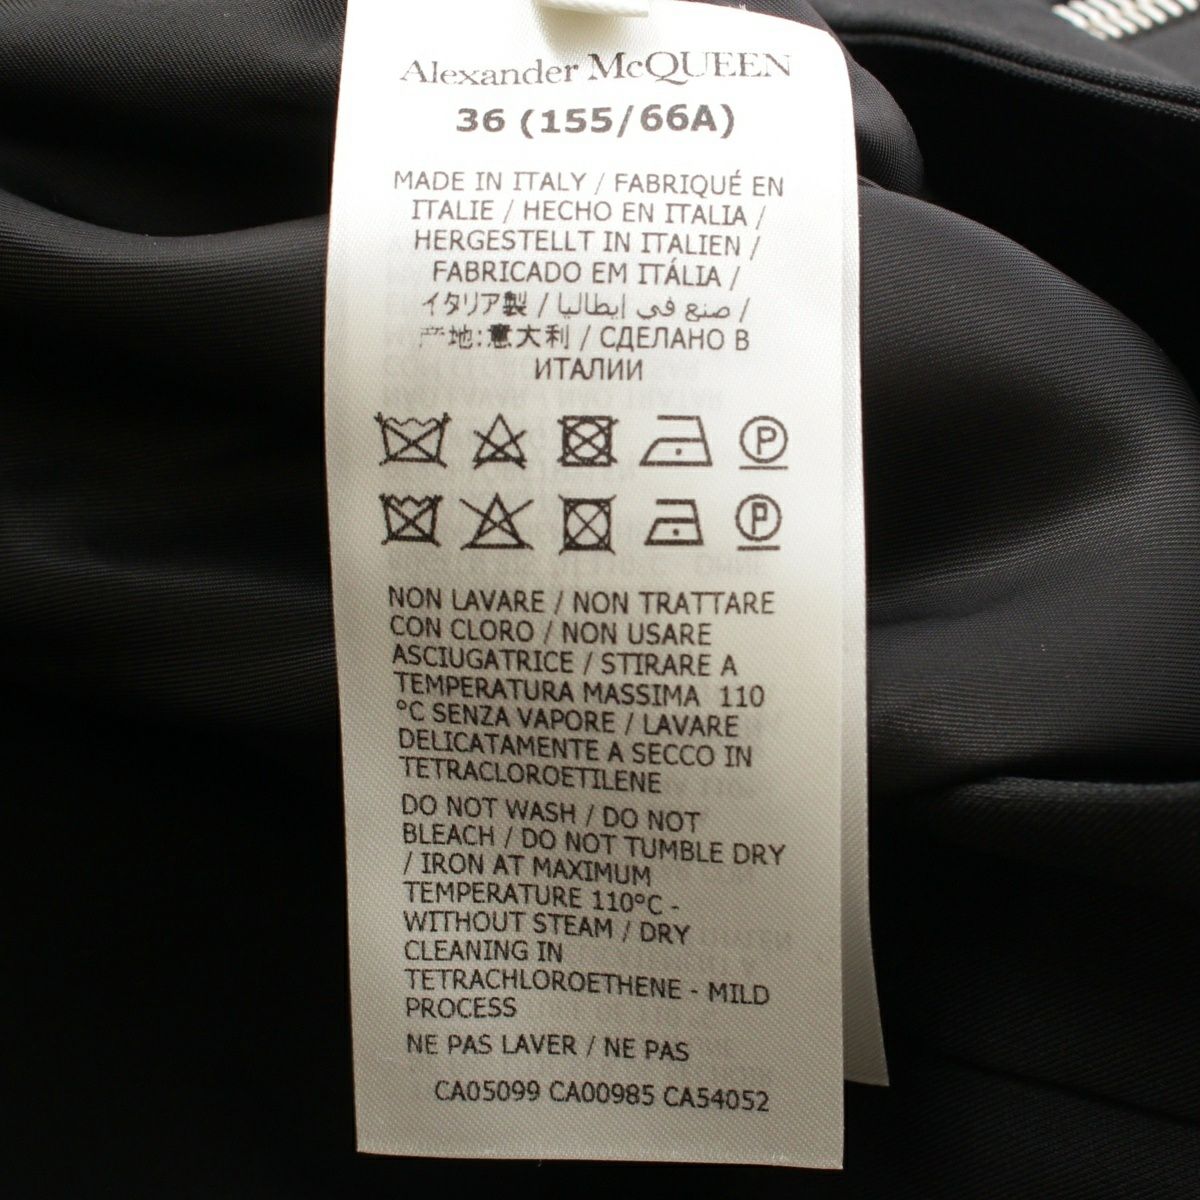 Alexander McQUEEN
36 (155/66A)
MADE IN ITALY / FABRIQUÉ EN
ITALIE / HECHO EN ITALIA /
HERGESTELLT IN ITALIEN /
FABRICADO EM ITÁLIA /
イタリア製 / صنع في إيطاليا /
产地:意大利 / СДЕЛАНО В
ИТАЛИИ
P
P
NON LAVARE / NON TRATTARE
CON CLORO / NON USARE
ASCIUGATRICE / STIRARE A
TEMPERATURA MASSIMA 110
°C SENZA VAPORE / LAVARE
DELICATAMENTE A SECCO IN
TETRACLOROETILENE
DO NOT WASH / DO NOT
BLEACH / DO NOT TUMBLE DRY
/ IRON AT MAXIMUM
TEMPERATURE 110°C -
WITHOUT STEAM / DRY
CLEANING IN
TETRACHLOROETHENE - MILD
PROCESS
NE PAS LAVER / NE PAS
CA05099 CA00985 CA54052